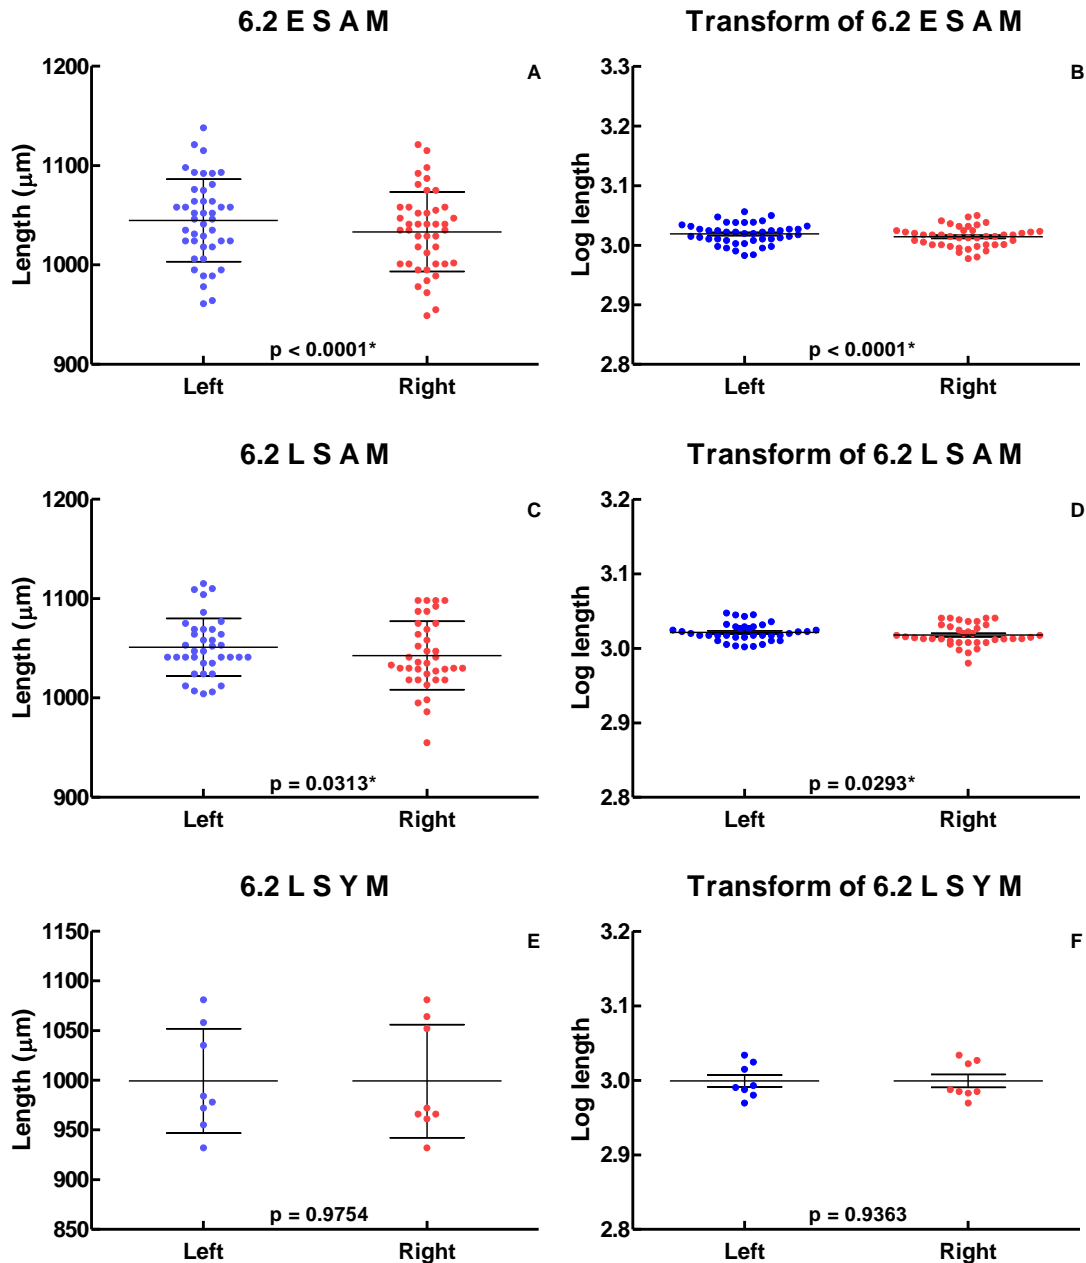 6.2 E S A M
A
Length (μm)
1200
1100
1000
900
p < 0.0001*
Left
Right
Transform of 6.2 E S A M
B
Log length
3.3
3.2
3.1
3.0
2.9
2.8
p < 0.0001*
Left
Right
6.2 L S A M
C
Length (μm)
1200
1100
1000
900
p = 0.0313*
Left
Right
Transform of 6.2 L S A M
D
Log length
3.2
3.1
3.0
2.9
2.8
p = 0.0293*
Left
Right
6.2 L S Y M
E
Length (μm)
1150
1100
1050
1000
950
900
850
p = 0.9754
Left
Right
Transform of 6.2 L S Y M
F
Log length
3.2
3.1
3.0
2.9
2.8
p = 0.9363
Left
Right